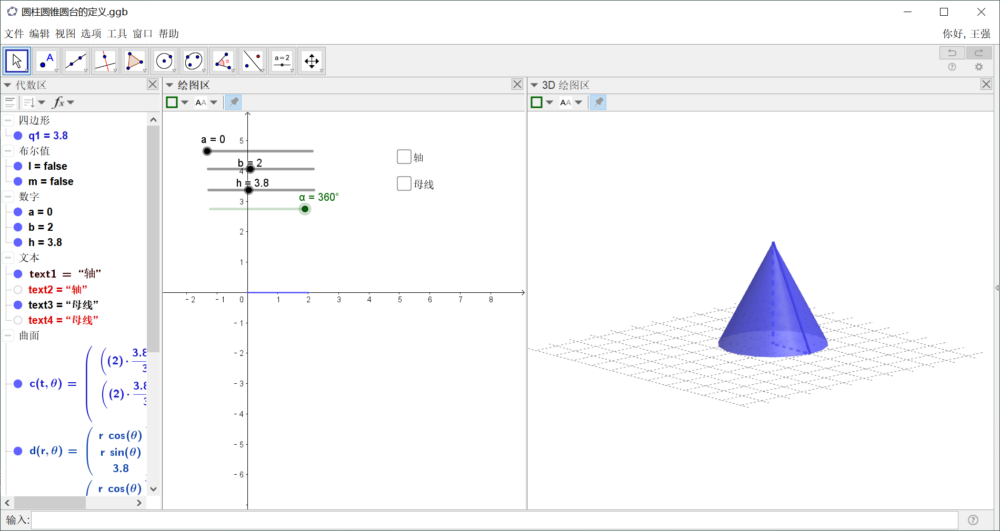 圆柱圆锥圆台的定义.ggb
文件 编辑 视图 选项 工具 窗口 帮助
你好, 王强
A
α
a=2
代数区
绘图区
3D 绘图区
fx
AA
AA
四边形
q1 = 3.8
布尔值
l = false
m = false
数字
a = 0
b = 2
h = 3.8
文本
text1 = “轴”
text2 = “轴”
text3 = “母线”
text4 = “母线”
曲面
c(t, θ) =
((2) · 3.8
((2) · 3.8
d(r, θ) =
r cos(θ)
r sin(θ)
3.8
r cos(θ)
a = 0
b = 2
h = 3.8
α = 360°
轴
母线
5
4
3
2
1
-2 -1 0 1 2 3 4 5 6 7 8
-1
-2
-3
-4
-5
-6
输入: